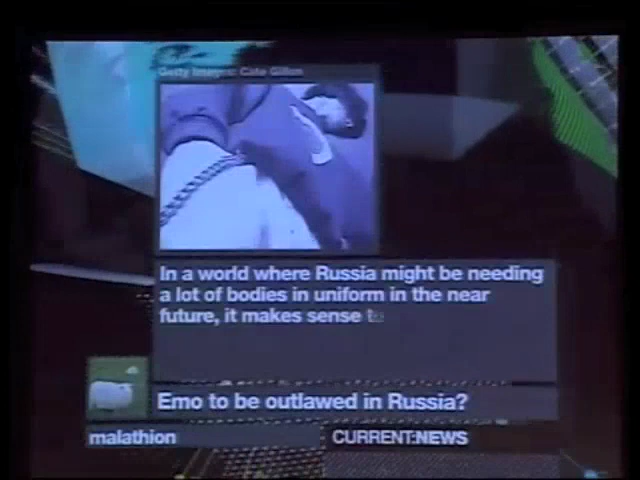 Getty Images: Cate Gillon
In a world where Russia might be needing
a lot of bodies in uniform in the near
future, it makes sense t
Emo to be outlawed in Russia?
malathion
CURRENT:NEWS